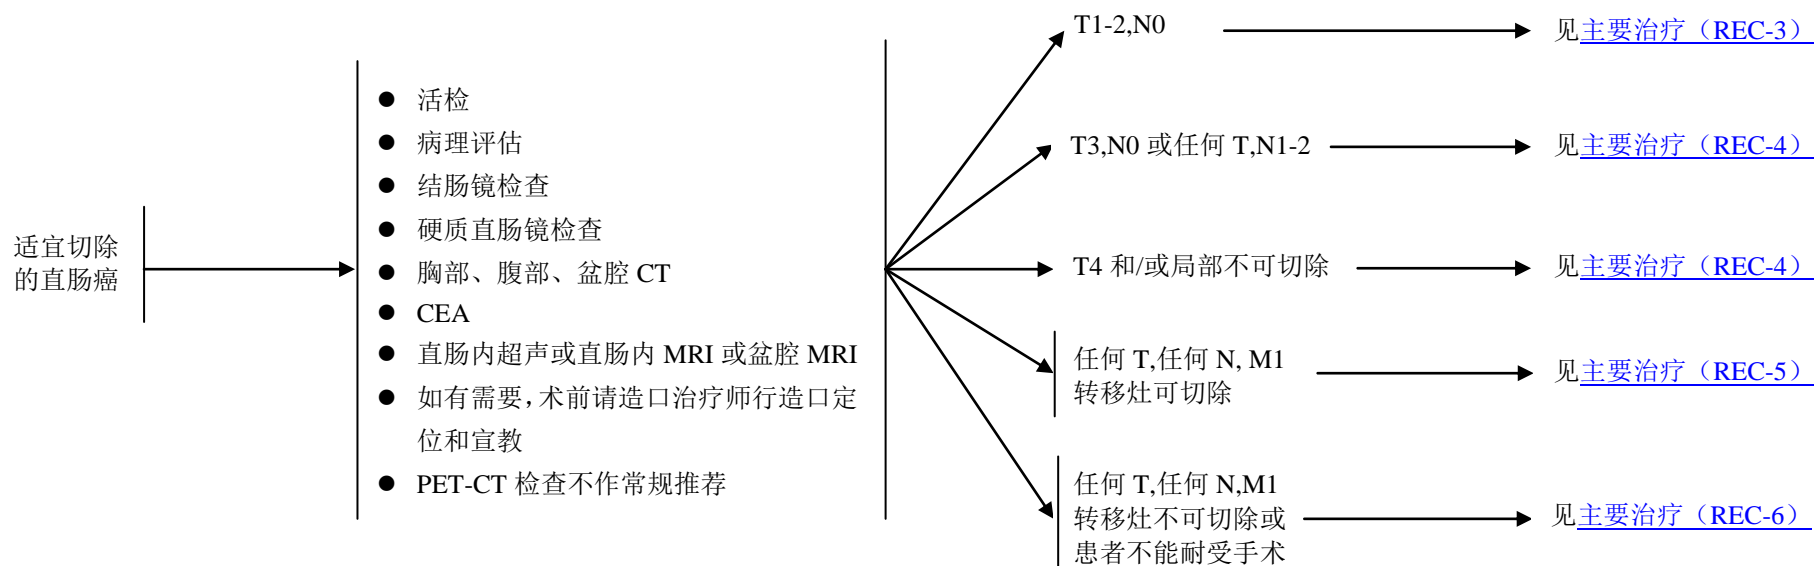 适宜切除
的直肠癌
● 活检
● 病理评估
● 结肠镜检查
● 硬质直肠镜检查
● 胸部、腹部、盆腔 CT
● CEA
● 直肠内超声或直肠内 MRI 或盆腔 MRI
● 如有需要，术前请造口治疗师行造口定
位和宣教
● PET-CT 检查不作常规推荐
T1-2,N0
见主要治疗（REC-3）
T3,N0 或任何 T,N1-2
见主要治疗（REC-4）
T4 和/或局部不可切除
见主要治疗（REC-4）
任何 T,任何 N, M1
转移灶可切除
见主要治疗（REC-5）
任何 T,任何 N,M1
转移灶不可切除或
患者不能耐受手术
见主要治疗（REC-6）